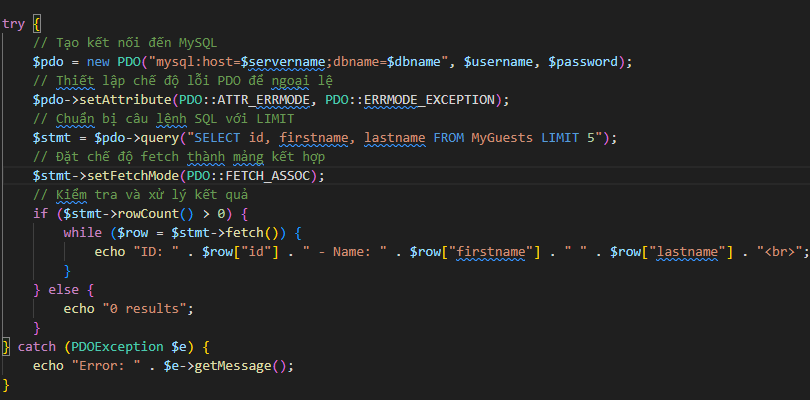 try {
// Tạo kết nối đến MySQL
$pdo = new PDO("mysql:host=$servername;dbname=$dbname", $username, $password);
// Thiết lập chế độ lỗi PDO để ngoại lệ
$pdo->setAttribute(PDO::ATTR_ERRMODE, PDO::ERRMODE_EXCEPTION);
// Chuẩn bị câu lệnh SQL với LIMIT
$stmt = $pdo->query("SELECT id, firstname, lastname FROM MyGuests LIMIT 5");
// Đặt chế độ fetch thành mảng kết hợp
$stmt->setFetchMode(PDO::FETCH_ASSOC);
// Kiểm tra và xử lý kết quả
if ($stmt->rowCount() > 0) {
while ($row = $stmt->fetch()) {
echo "ID: " . $row["id"] . " - Name: " . $row["firstname"] . " " . $row["lastname"] . "<br>";
}
} else {
echo "0 results";
}
} catch (PDOException $e) {
echo "Error: " . $e->getMessage();
}